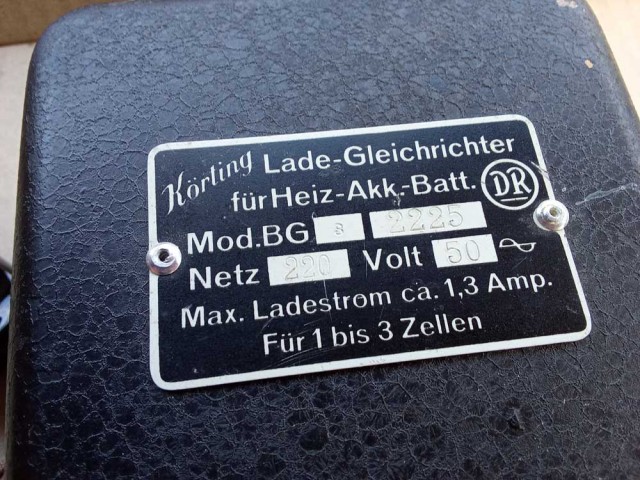 Körting Lade-Gleichrichter
für Heiz-Akk.-Batt. DR
Mod.BG 8 2225
Netz 220 Volt 50 ~
Max. Ladestrom ca. 1,3 Amp.
Für 1 bis 3 Zellen